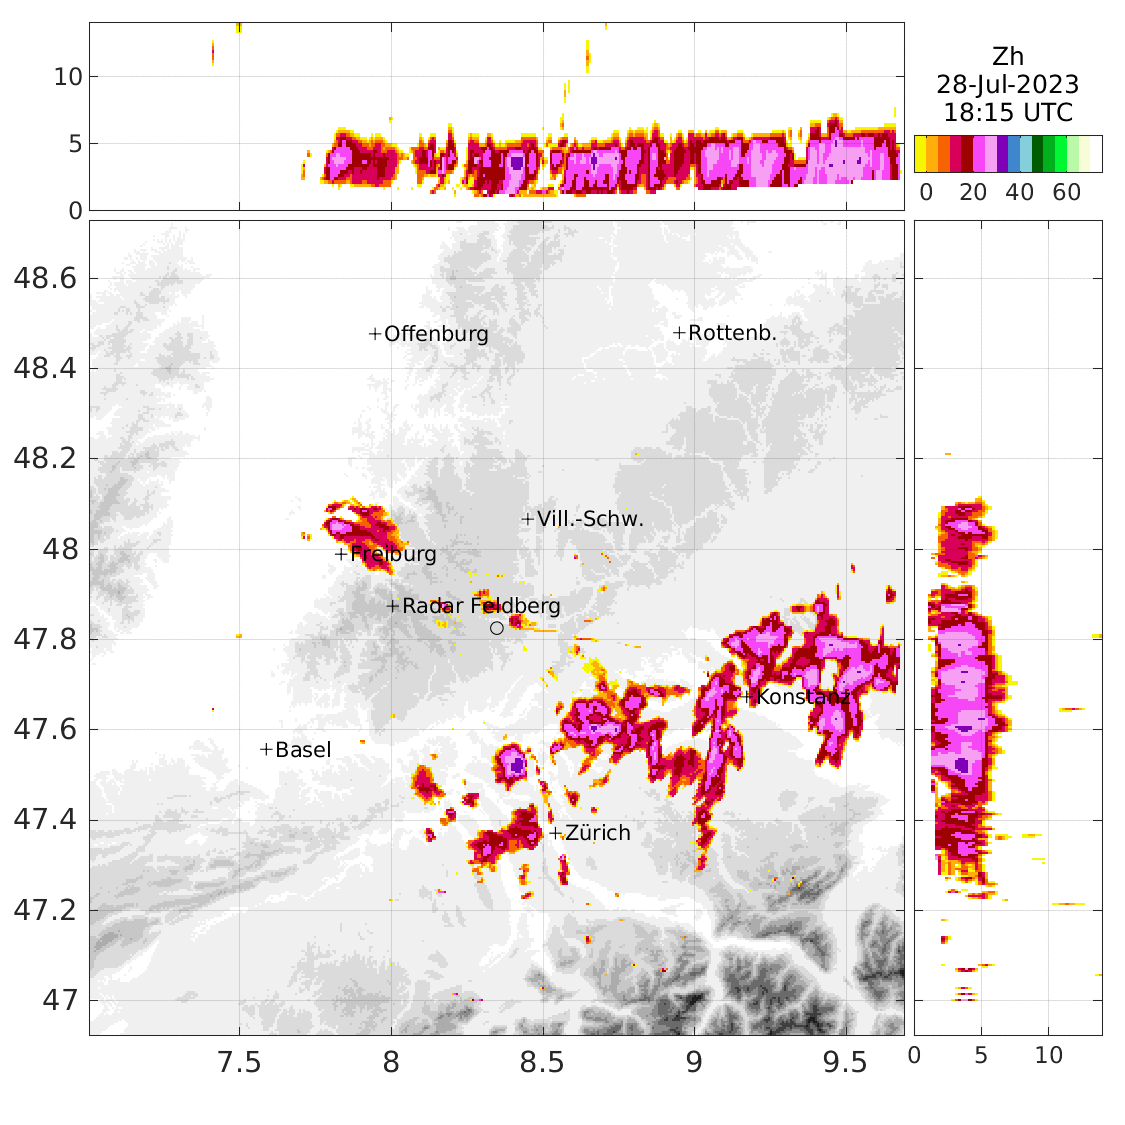 10
5
0
Zh
28-Jul-2023
18:15 UTC
0 20 40 60
48.6
48.4
48.2
48
47.8
47.6
47.4
47.2
47
+Offenburg
+Rottenb.
+Vill.-Schw.
+Freiburg
+Radar Feldberg
+Konstanz
+Basel
+Zürich
7.5 8 8.5 9 9.5
0 5 10